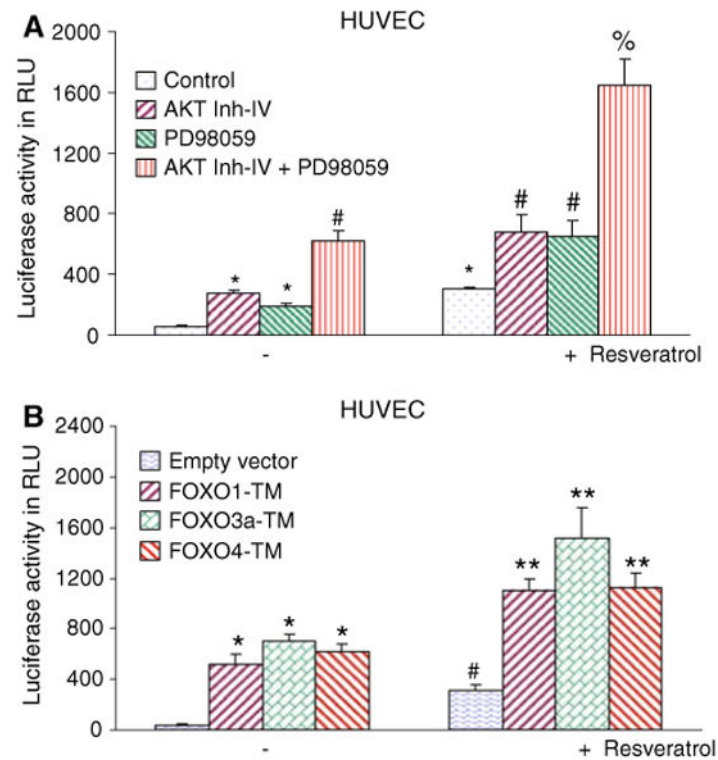 A
HUVEC
Luciferase activity in RLU
2000
1600
1200
800
400
0
Control
AKT Inh-IV
PD98059
AKT Inh-IV + PD98059
*
*
#
*
#
#
%
-
+ Resveratrol
B
HUVEC
Luciferase activity in RLU
2400
2000
1600
1200
800
400
0
Empty vector
FOXO1-TM
FOXO3a-TM
FOXO4-TM
*
*
*
#
**
**
**
-
+ Resveratrol